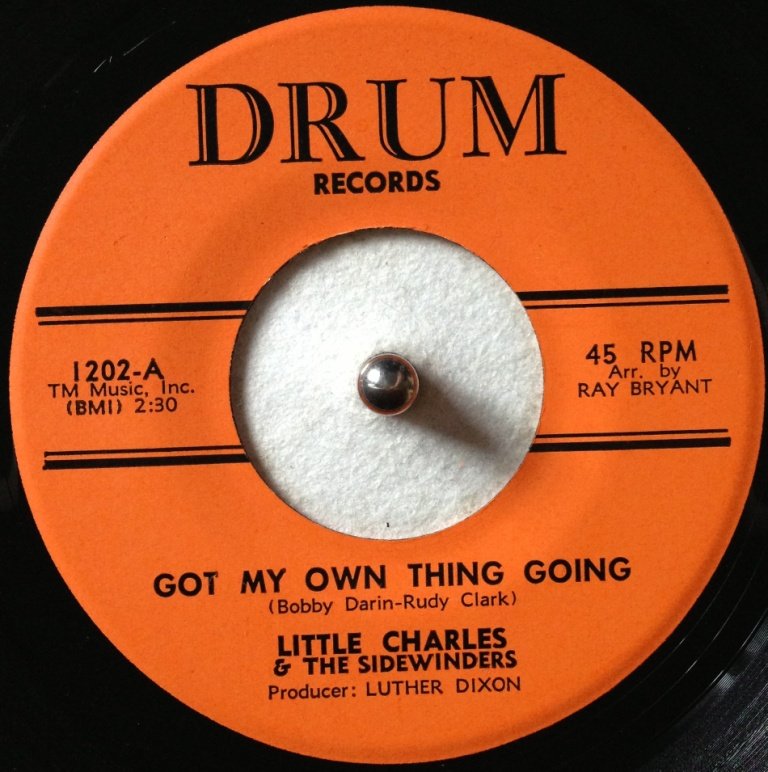 DRUM
RECORDS
1202-A
TM Music, Inc.
(BMI) 2:30
45 RPM
Arr. by
RAY BRYANT
GOT MY OWN THING GOING
(Bobby Darin-Rudy Clark)
LITTLE CHARLES
& THE SIDEWINDERS
Producer: LUTHER DIXON